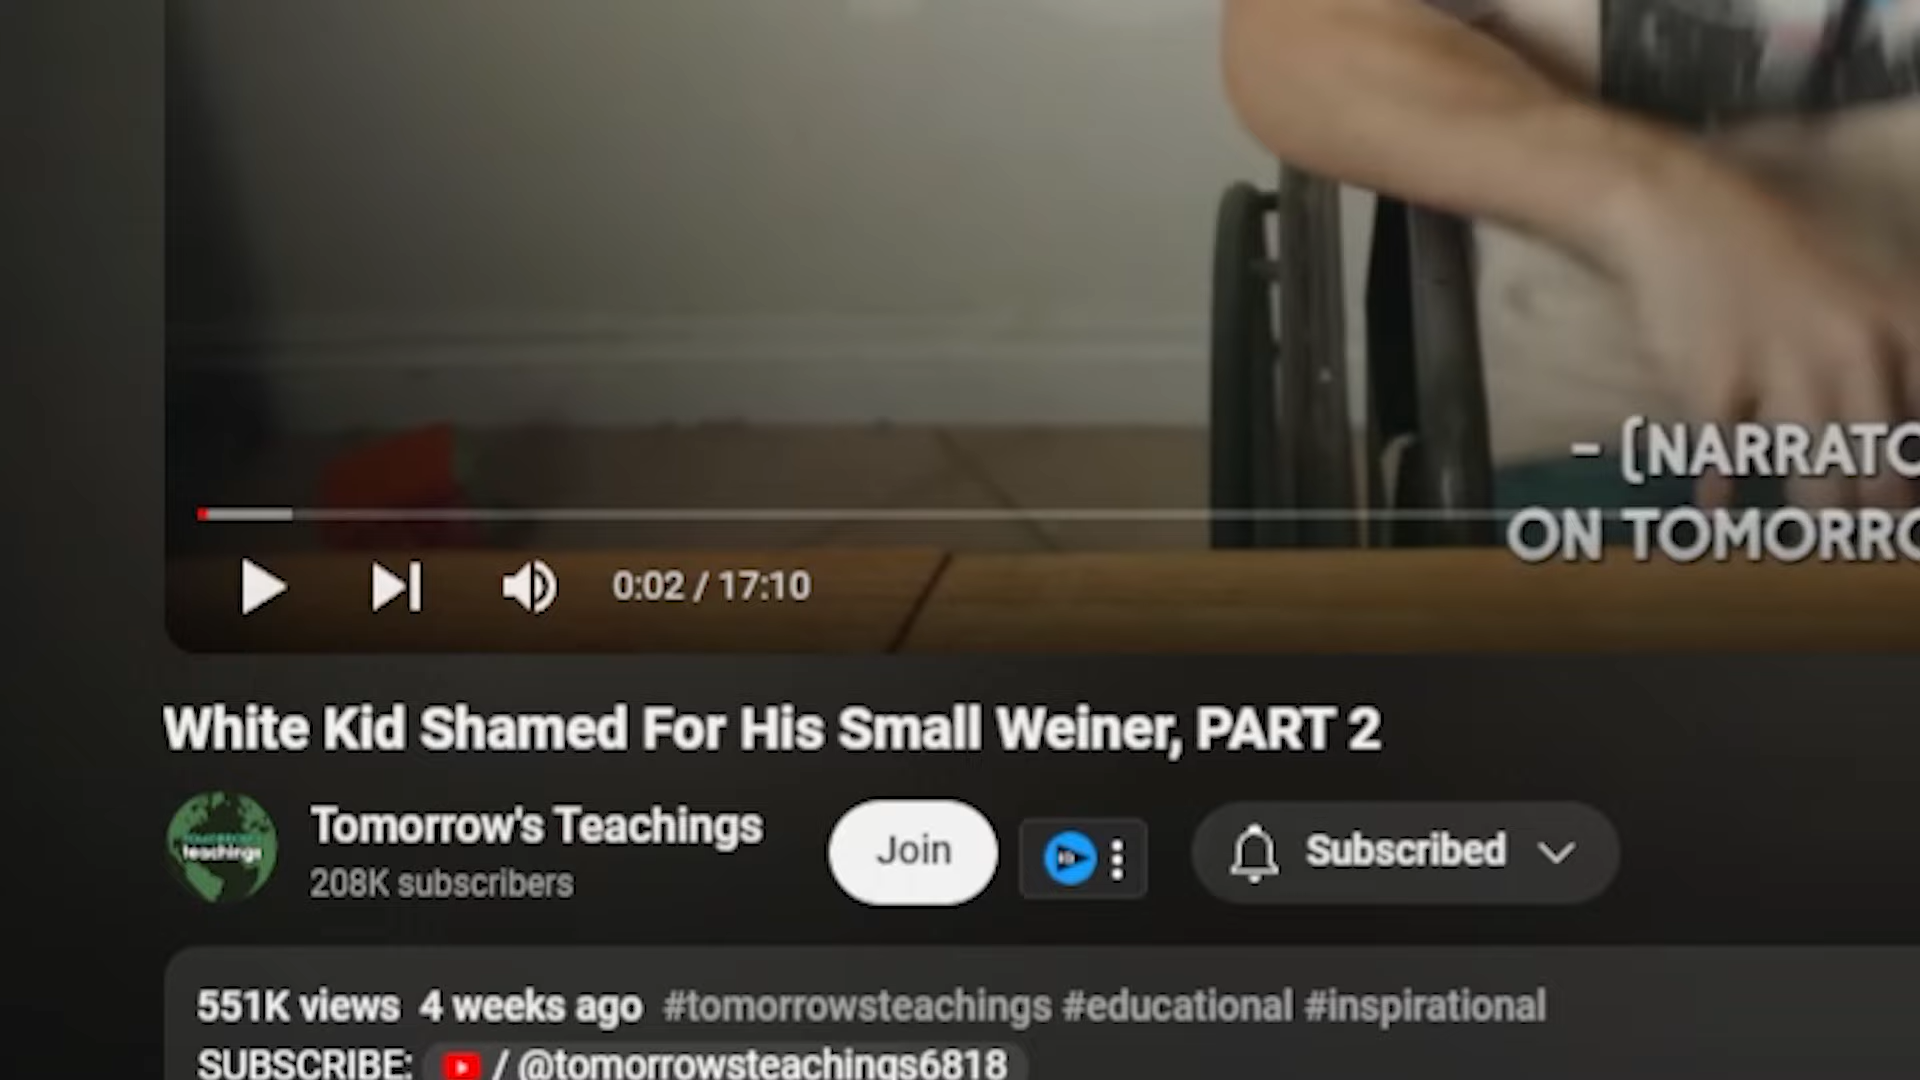 - (NARRATO
ON TOMORRO
0:02 / 17:10
White Kid Shamed For His Small Weiner, PART 2
teachings
Tomorrow's Teachings
208K subscribers
Join
Subscribed
551K views 4 weeks ago #tomorrowsteachings #educational #inspirational
SUBSCRIBE: / @tomorrowsteachings6818